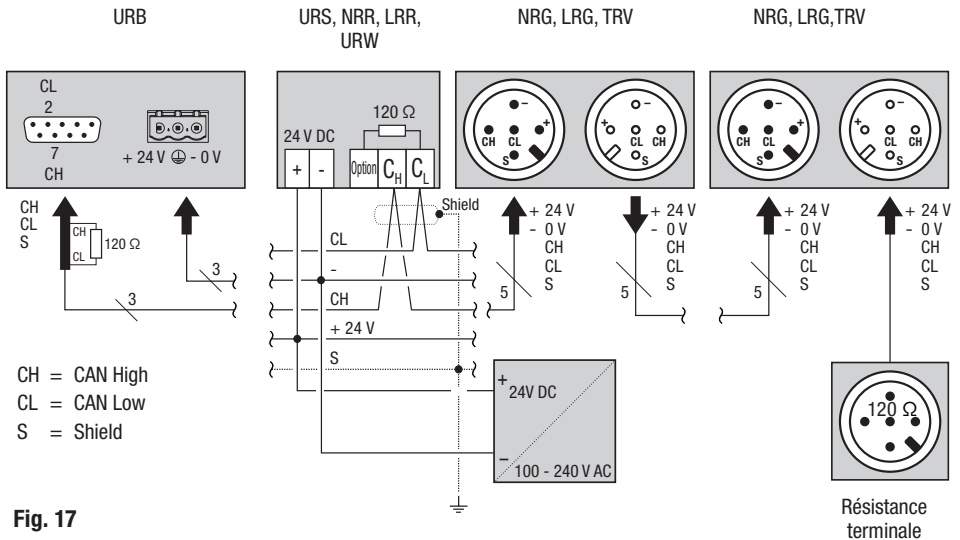 URB
URS, NRR, LRR,
URW
NRG, LRG, TRV
NRG, LRG,TRV
CL
2
7
CH
+ 24 V - 0 V
120 Ω
24 V DC
+ -
Option CH CL
- + CH CL S
- + CL CH S
- + CH CL S
- + CL CH S
CH
CL
S
CH
CL
120 Ω
3
3
Shield
CL
-
CH
+ 24 V
S
+ 24 V
- 0 V
CH
CL
S
5
+ 24 V
- 0 V
CH
CL
S
5
+ 24 V
- 0 V
CH
CL
S
5
+ 24 V
- 0 V
CH
CL
S
CH = CAN High
CL = CAN Low
S = Shield
+
24V DC
-
100 - 240 V AC
120 Ω
Résistance
terminale
Fig. 17